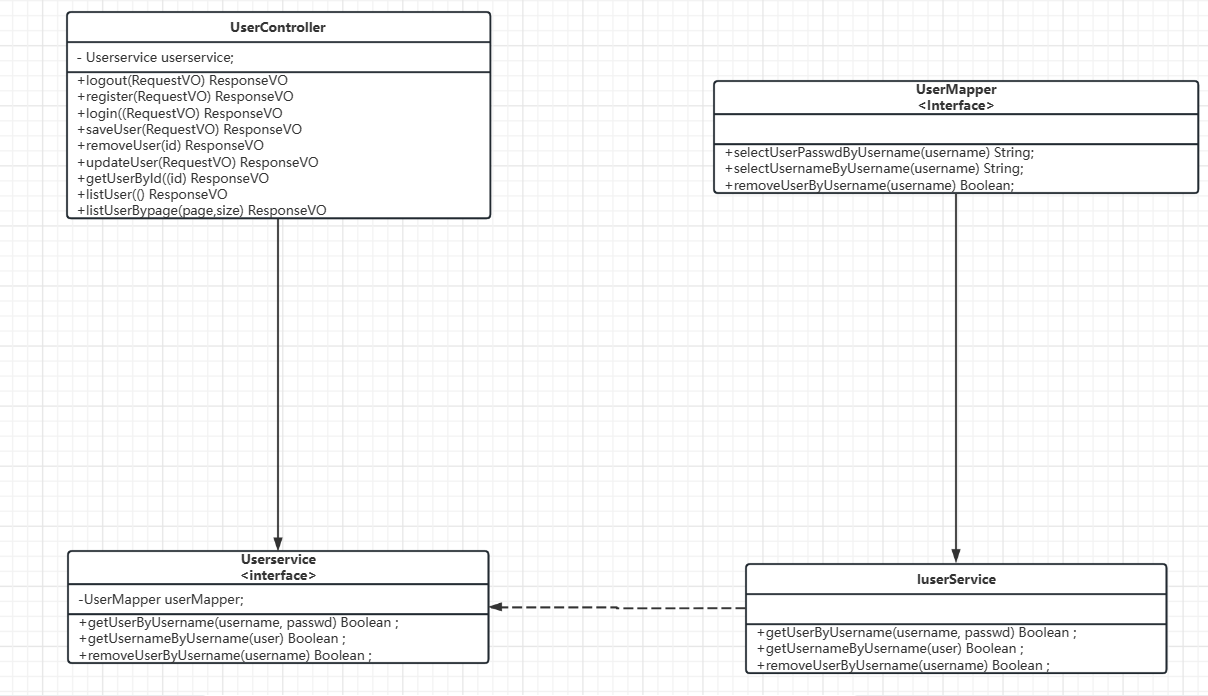 UserController
- Userservice userservice;
+logout(RequestVO) ResponseVO
+register(RequestVO) ResponseVO
+login((RequestVO) ResponseVO
+saveUser(RequestVO) ResponseVO
+removeUser(id) ResponseVO
+updateUser(RequestVO) ResponseVO
+getUserById((id) ResponseVO
+listUser(() ResponseVO
+listUserBypage(page,size) ResponseVO
UserMapper
<Interface>
+selectUserPasswdByUsername(username) String;
+selectUsernameByUsername(username) String;
+removeUserByUsername(username) Boolean;
Userservice
<interface>
-UserMapper userMapper;
+getUserByUsername(username, passwd) Boolean ;
+getUsernameByUsername(user) Boolean ;
+removeUserByUsername(username) Boolean ;
IuserService
+getUserByUsername(username, passwd) Boolean ;
+getUsernameByUsername(user) Boolean ;
+removeUserByUsername(username) Boolean ;